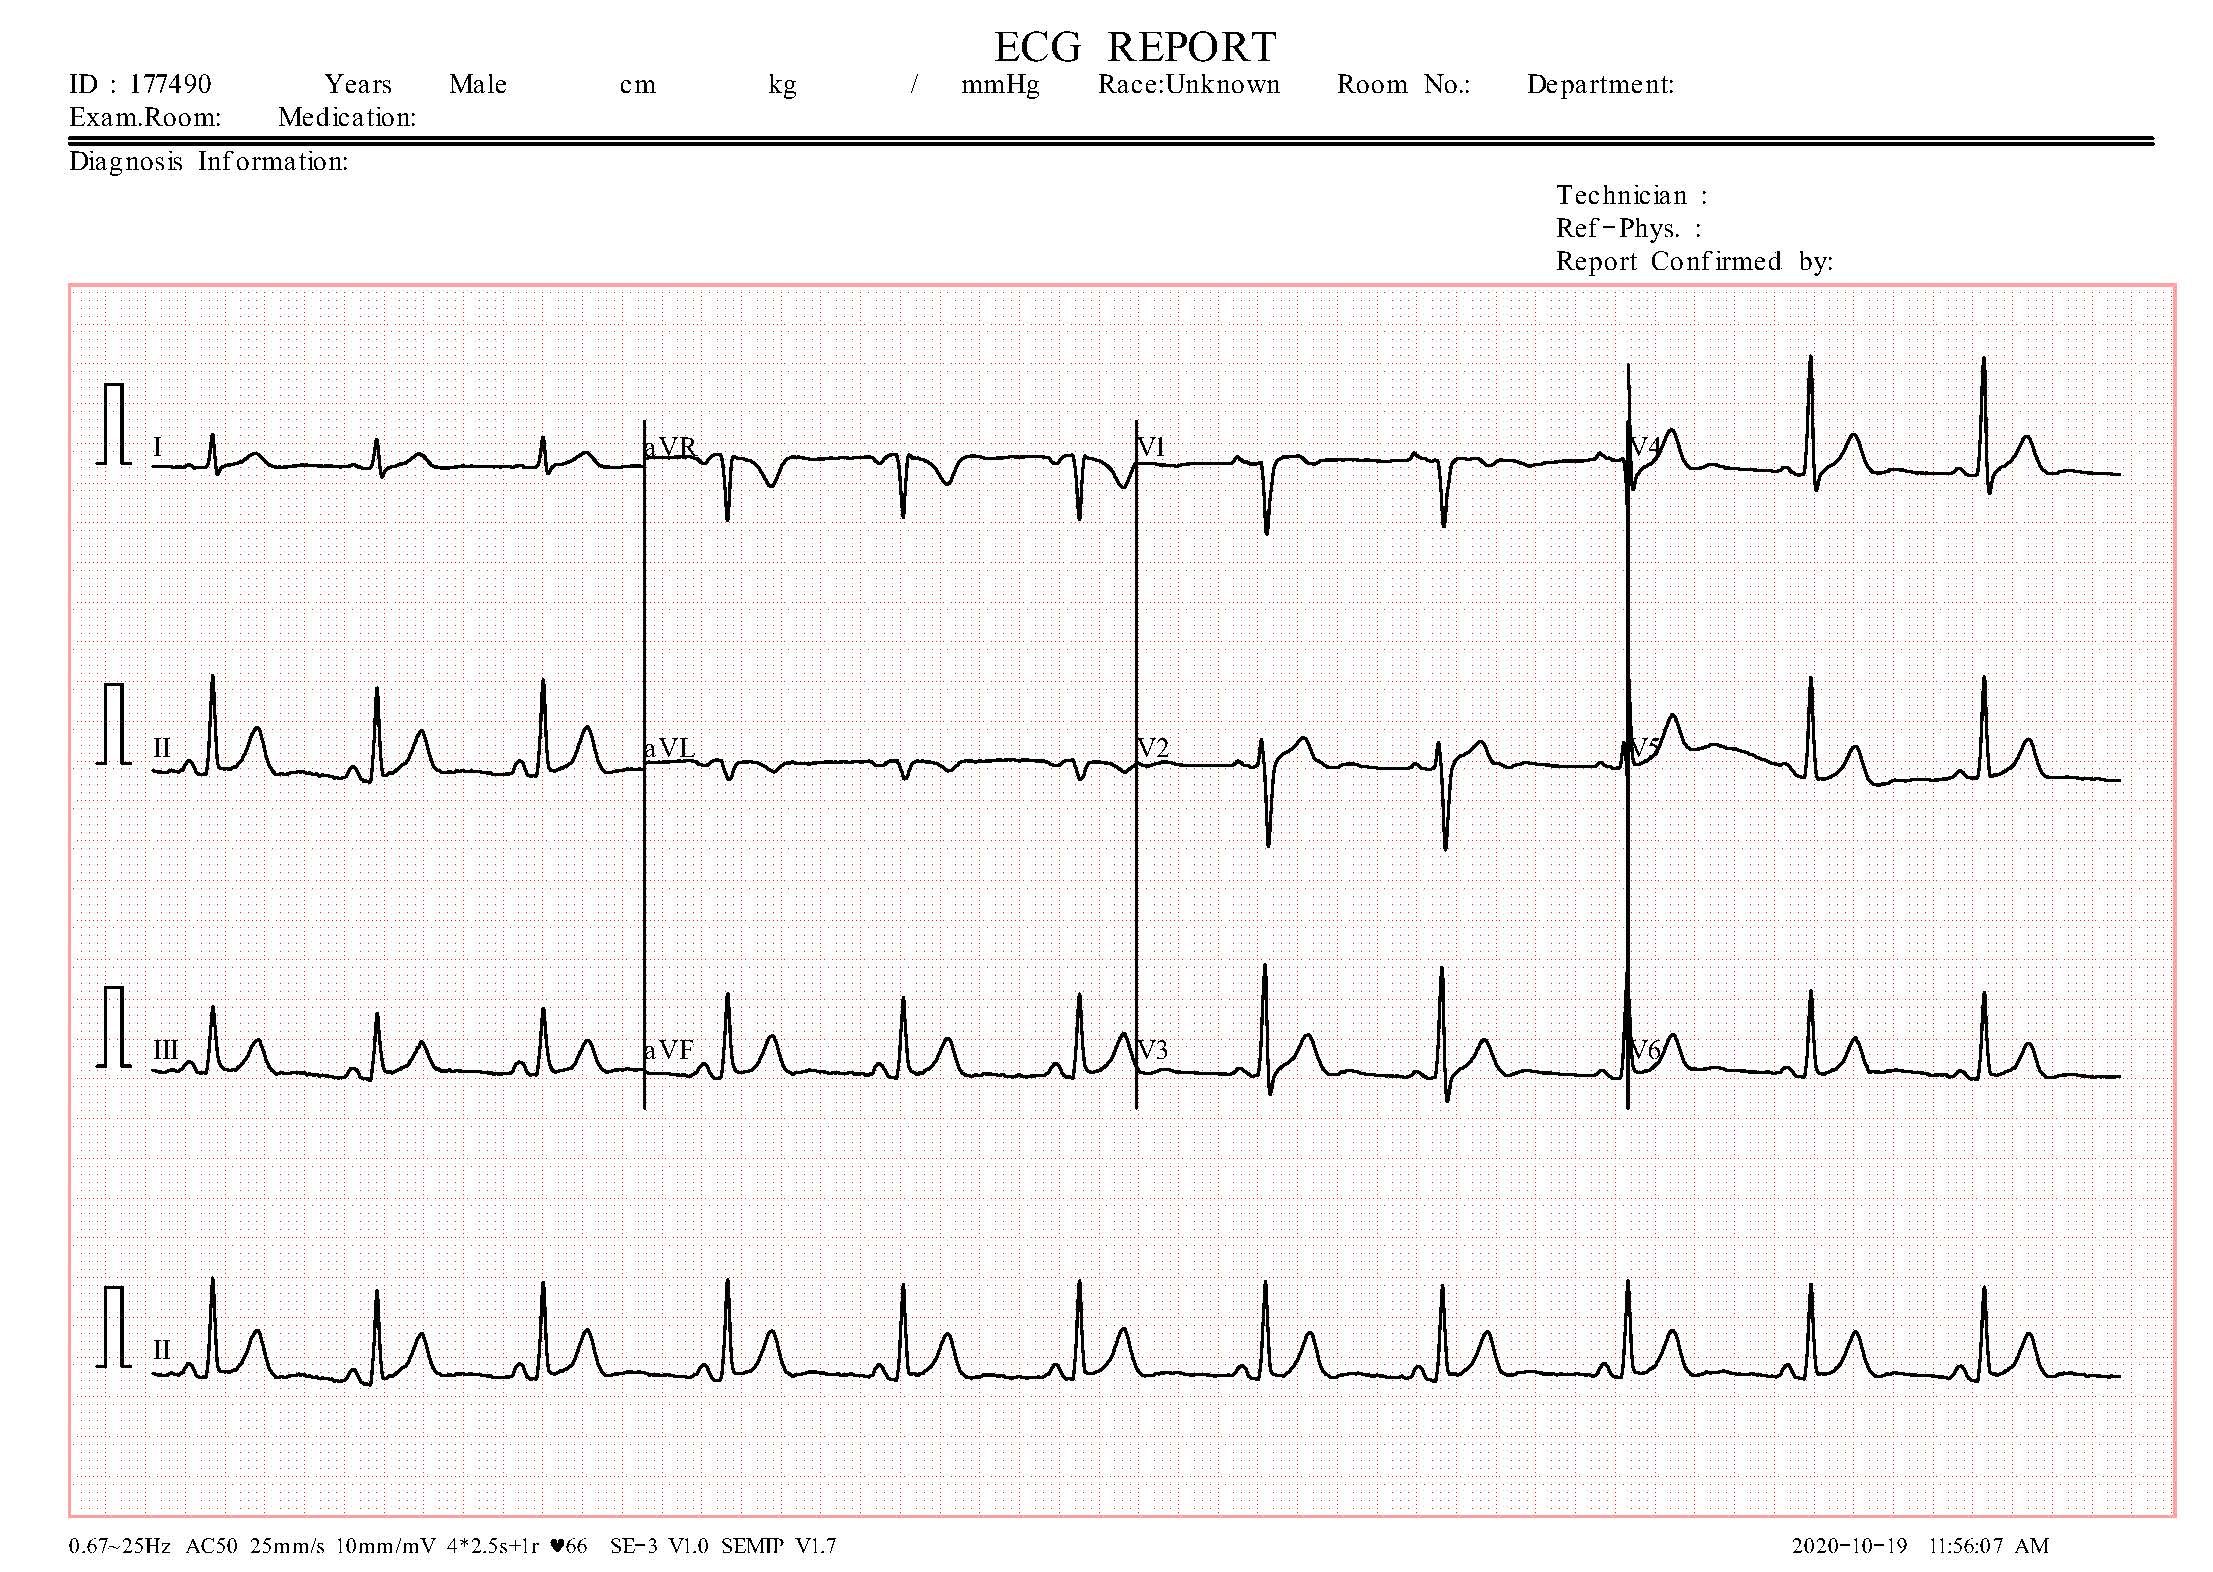 ECG REPORT
ID : 177490 Years Male cm kg / mmHg Race:Unknown Room No.: Department:
Exam.Room: Medication:
Diagnosis Information:
Technician :
Ref-Phys. :
Report Confirmed by:
I aVR V1 V4
II aVL V2 V5
III aVF V3 V6
II
0.67~25Hz AC50 25mm/s 10mm/mV 4*2.5s+1r ♥66 SE-3 V1.0 SEMIP V1.7 2020-10-19 11:56:07 AM